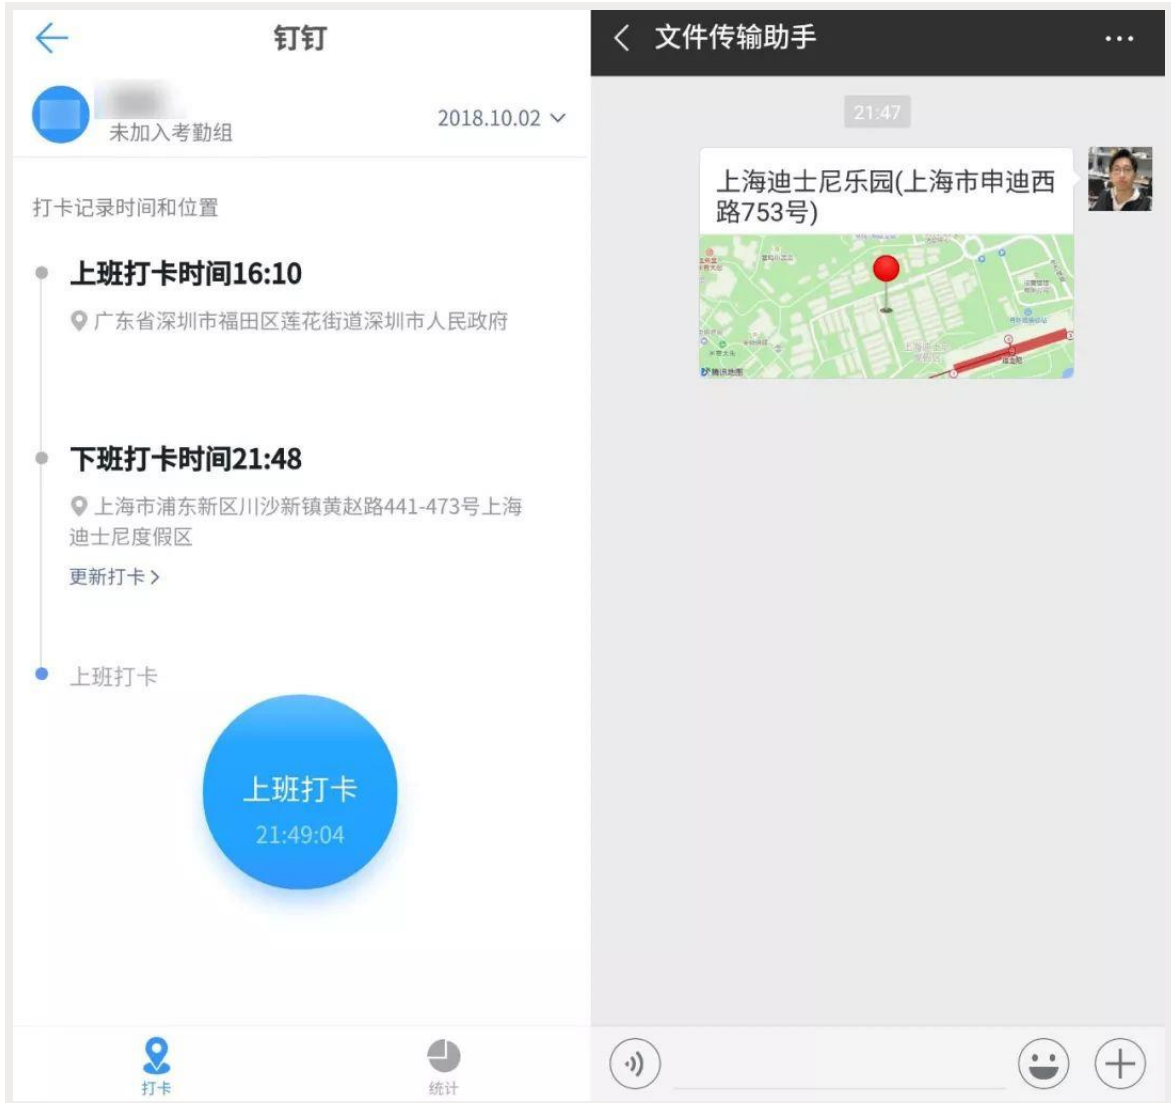 钉钉
未加入考勤组
2018.10.02
打卡记录时间和位置
上班打卡时间16:10
广东省深圳市福田区莲花街道深圳市人民政府
下班打卡时间21:48
上海市浦东新区川沙新镇黄赵路441-473号上海
迪士尼度假区
更新打卡
上班打卡
上班打卡
21:49:04
打卡
统计
文件传输助手
21:47
上海迪士尼乐园(上海市申迪西
路753号)
腾讯地图